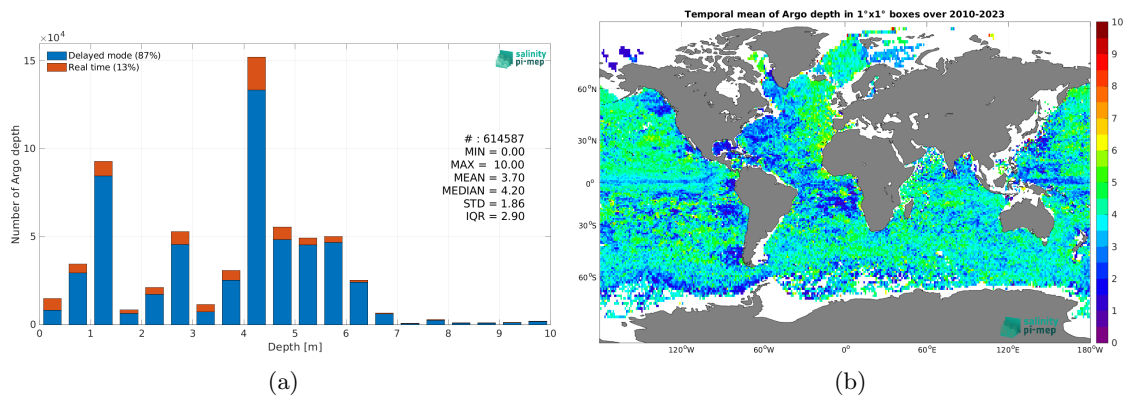 ×10⁴
Delayed mode (87%)
Real time (13%)
salinity
pi-mep
15
10
5
0
Number of Argo depth
# : 614587
MIN = 0.00
MAX = 10.00
MEAN = 3.70
MEDIAN = 4.20
STD = 1.86
IQR = 2.90
0 1 2 3 4 5 6 7 8 9 10
Depth [m]
(a)
Temporal mean of Argo depth in 1°x1° boxes over 2010-2023
60°N
30°N
0°
30°S
60°S
120°W 60°W 0° 60°E 120°E 180°W
salinity
pi-mep
10
9
8
7
6
5
4
3
2
1
0
(b)